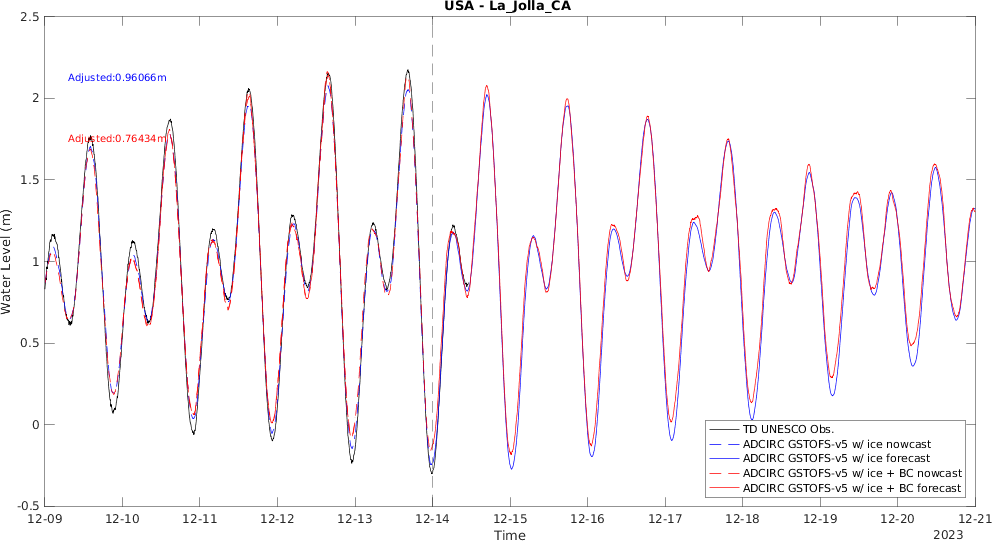 USA - La_Jolla_CA
2.5
Adjusted:0.96066m
2
Adjusted:0.76434m
1.5
1
0.5
0
-0.5
Water Level (m)
TD UNESCO Obs.
ADCIRC GSTOFS-v5 w/ ice nowcast
ADCIRC GSTOFS-v5 w/ ice forecast
ADCIRC GSTOFS-v5 w/ ice + BC nowcast
ADCIRC GSTOFS-v5 w/ ice + BC forecast
12-09 12-10 12-11 12-12 12-13 12-14 12-15 12-16 12-17 12-18 12-19 12-20 12-21
Time
2023